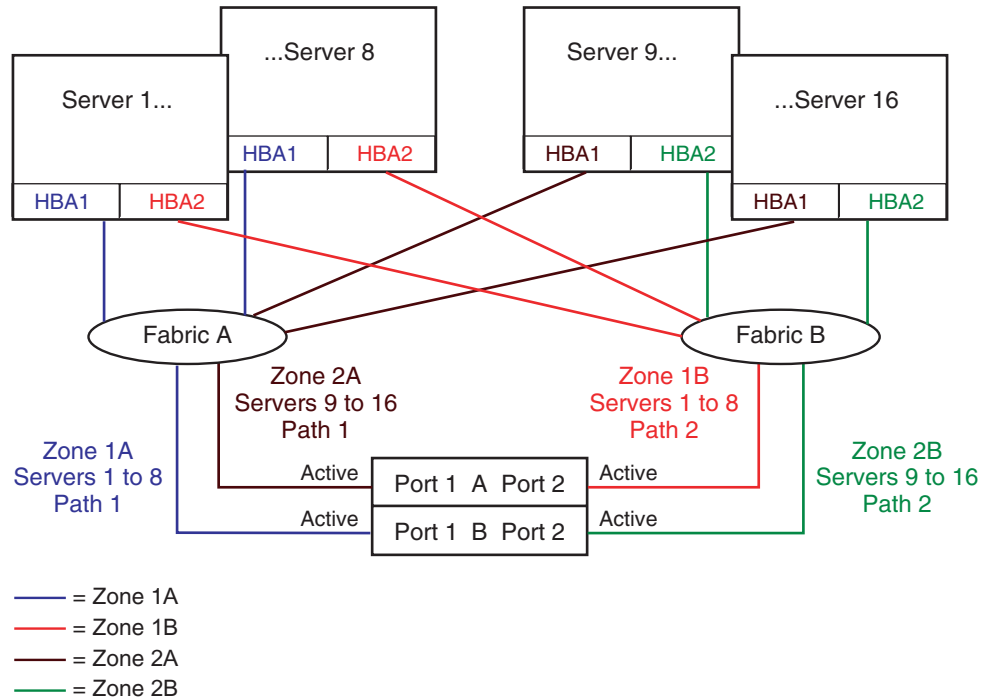 ...Server 8
Server 9...
Server 1...
...Server 16
HBA1 HBA2
HBA1 HBA2
HBA1 HBA2
HBA1 HBA2
Fabric A
Fabric B
Zone 2A
Servers 9 to 16
Path 1
Zone 1B
Servers 1 to 8
Path 2
Zone 1A
Servers 1 to 8
Path 1
Zone 2B
Servers 9 to 16
Path 2
Active
Port 1 A Port 2
Active
Active
Port 1 B Port 2
Active
= Zone 1A
= Zone 1B
= Zone 2A
= Zone 2B